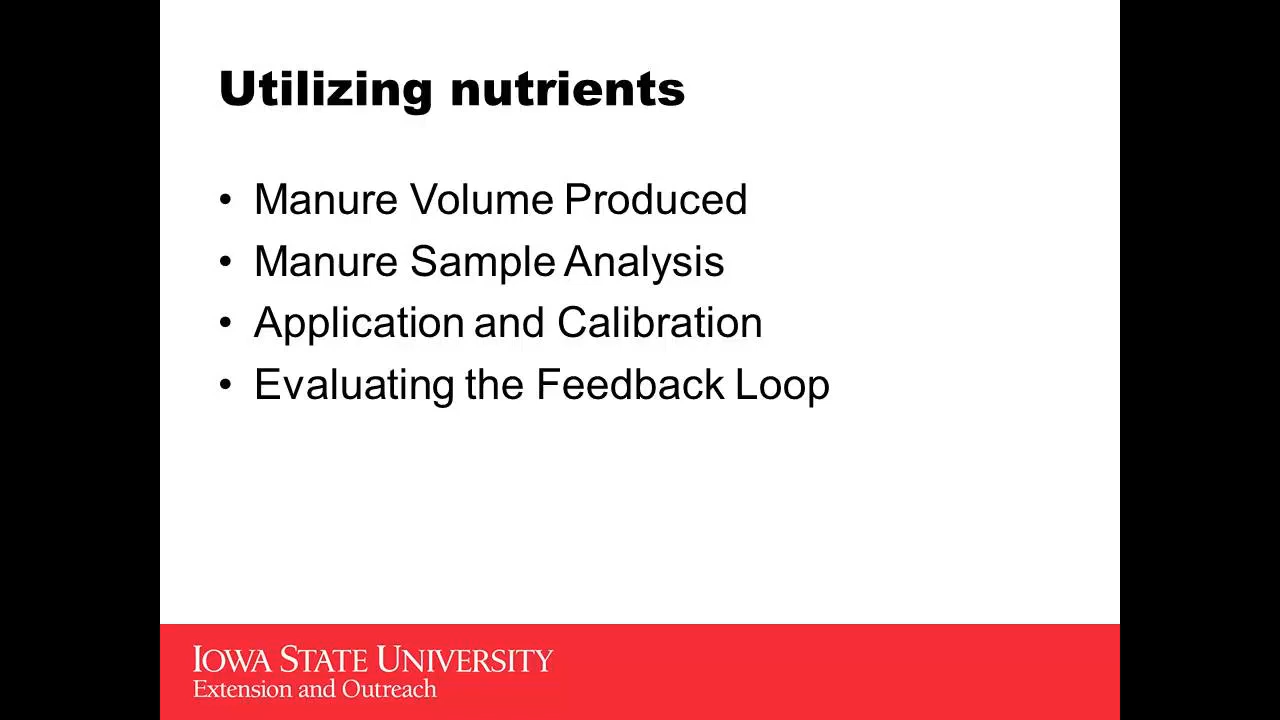 Utilizing nutrients
• Manure Volume Produced
• Manure Sample Analysis
• Application and Calibration
• Evaluating the Feedback Loop
IOWA STATE UNIVERSITY
Extension and Outreach